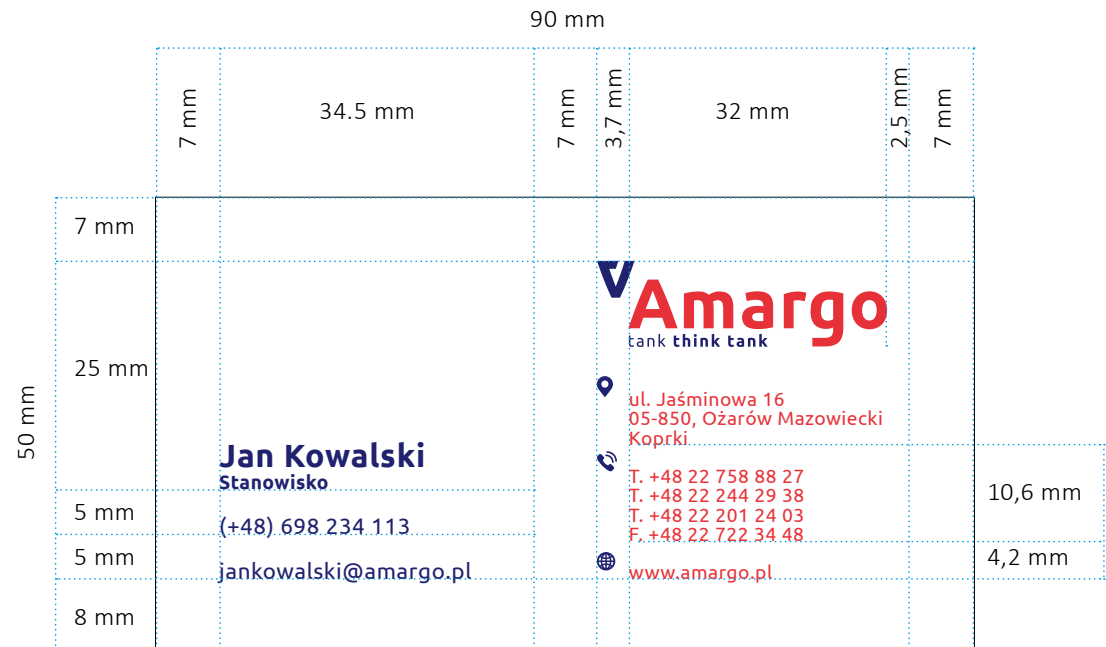 90 mm
7 mm
34.5 mm
7 mm
3,7 mm
32 mm
2,5 mm
7 mm
7 mm
25 mm
50 mm
5 mm
5 mm
8 mm
Amargo
tank think tank
ul. Jaśminowa 16
05-850, Ożarów Mazowiecki
Koprki
Jan Kowalski
Stanowisko
(+48) 698 234 113
jankowalski@amargo.pl
T. +48 22 758 88 27
T. +48 22 244 29 38
T. +48 22 201 24 03
F. +48 22 722 34 48
www.amargo.pl
10,6 mm
4,2 mm